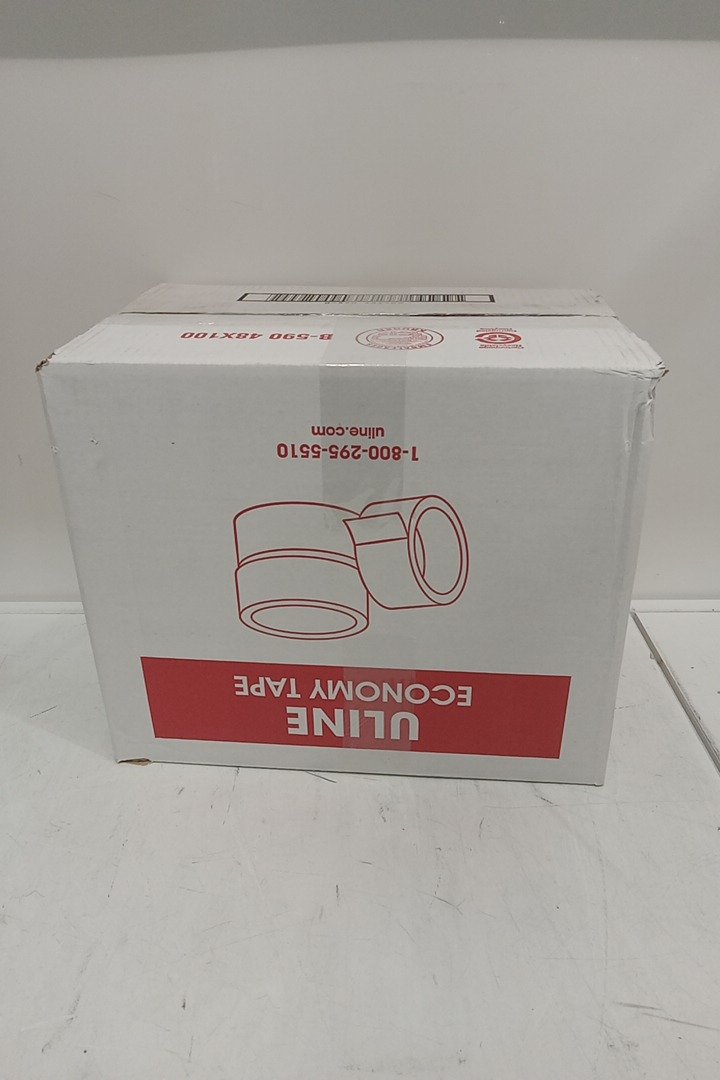 ULINE
ECONOMY TAPE
uline.com
1-800-295-5510
B-590 48X100